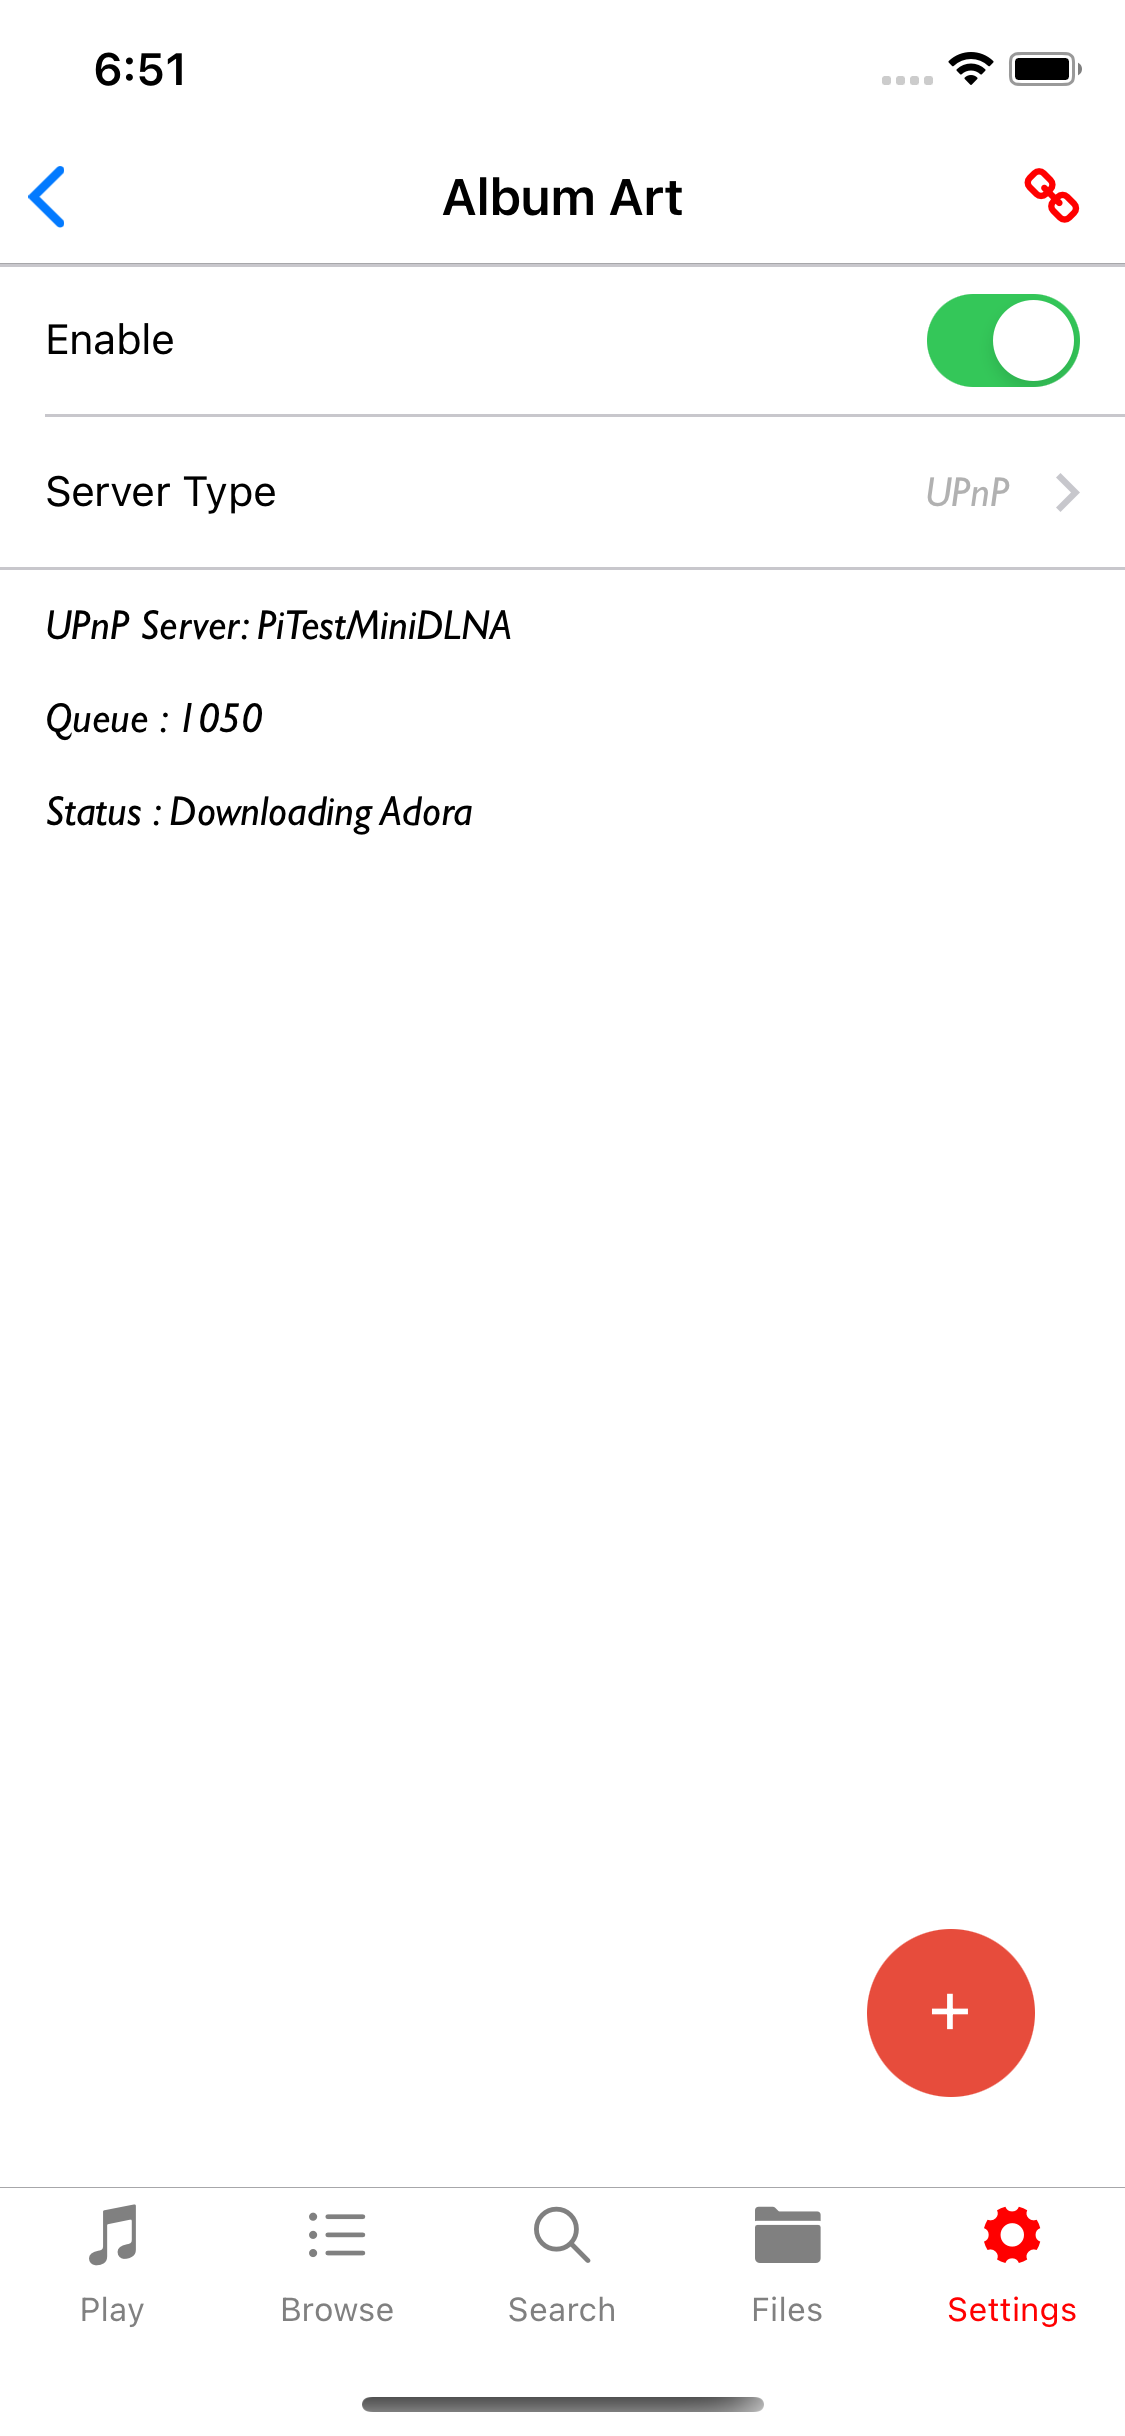 6:51
Album Art
Enable
Server Type UPnP
UPnP Server: PiTestMiniDLNA
Queue : 1050
Status : Downloading Adora
+
Play Browse Search Files Settings